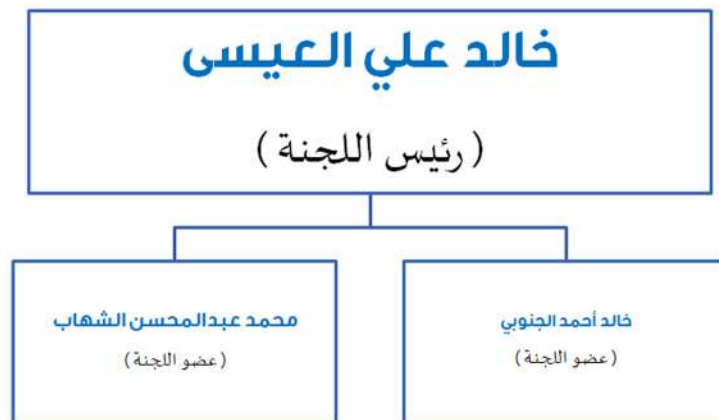 خالد علي العيسى
(رئيس اللجنة)
خالد أحمد الجنوبي
(عضو اللجنة)
محمد عبدالمحسن الشهاب
(عضو اللجنة)